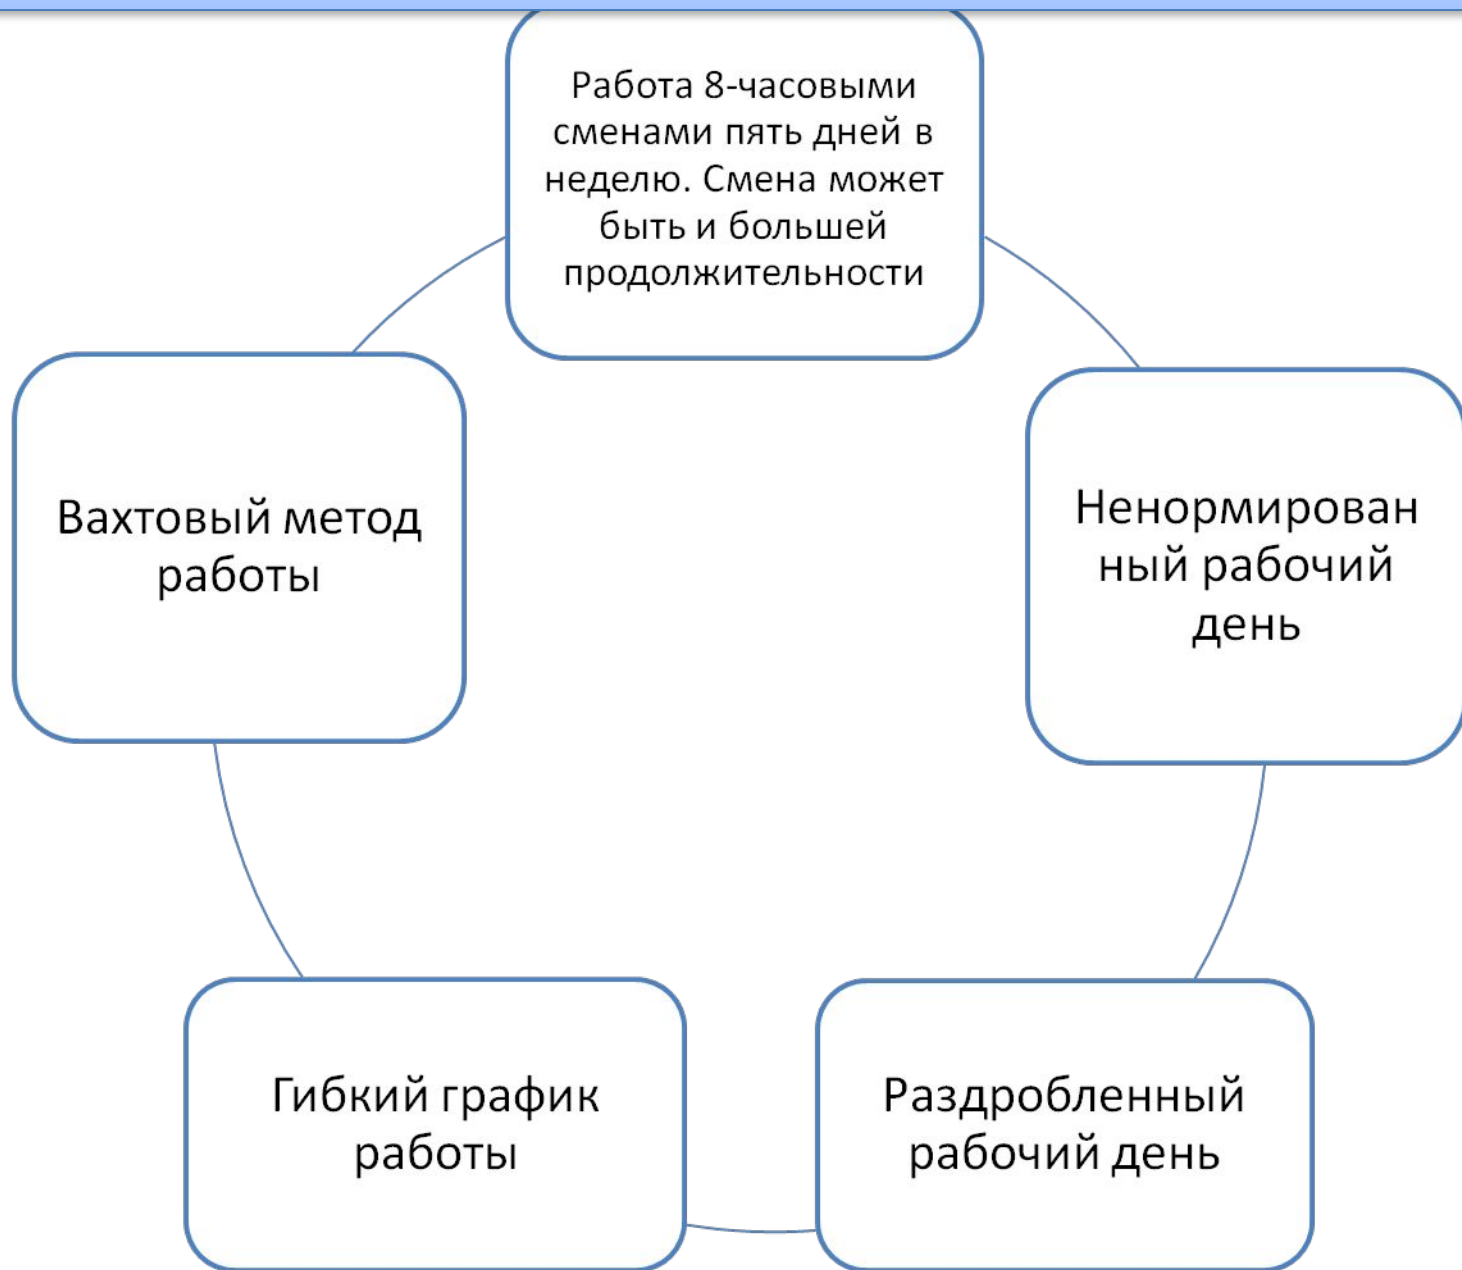 Работа 8-часовыми
сменами пять дней в
неделю. Смена может
быть и большей
продолжительности
Вахтовый метод
работы
Ненормирован
ный рабочий
день
Гибкий график
работы
Раздробленный
рабочий день